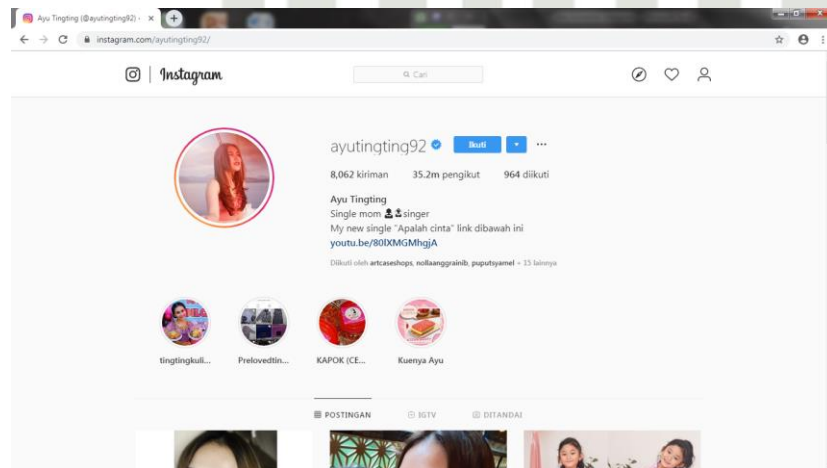 Ayu Tingting (@ayutingting92) •
instagram.com/ayutingting92/
Instagram
Cari
ayutingting92 Ikuti
8,062 kiriman 35.2m pengikut 964 diikuti
Ayu Tingting
Single mom singer
My new single "Apalah cinta" link dibawah ini
youtu.be/80lXMGMhgjA
Diikuti oleh artcaseshops, nollaanggrainib, puputsyamel + 15 lainnya
tingtingkuli... Prelovedtin... KAPOK (CE... Kuenya Ayu
POSTINGAN IGTV DITANDAI